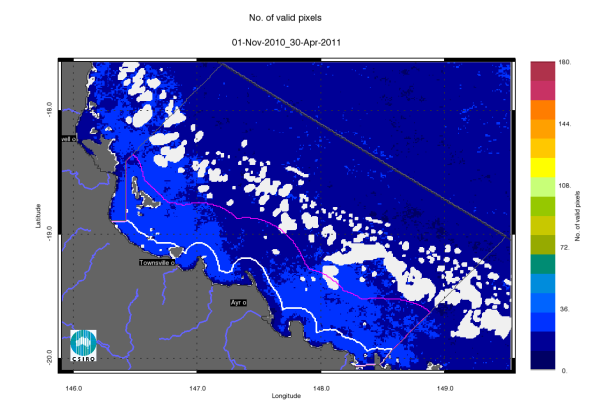 No. of valid pixels
01-Nov-2010_30-Apr-2011
-18.0
-19.0
-20.0
Latitude
well o
Townsville o
Ayr o
CSIRO
146.0 147.0 148.0 149.0
Longitude
180.
144.
108.
72.
36.
0.
No. of valid pixels